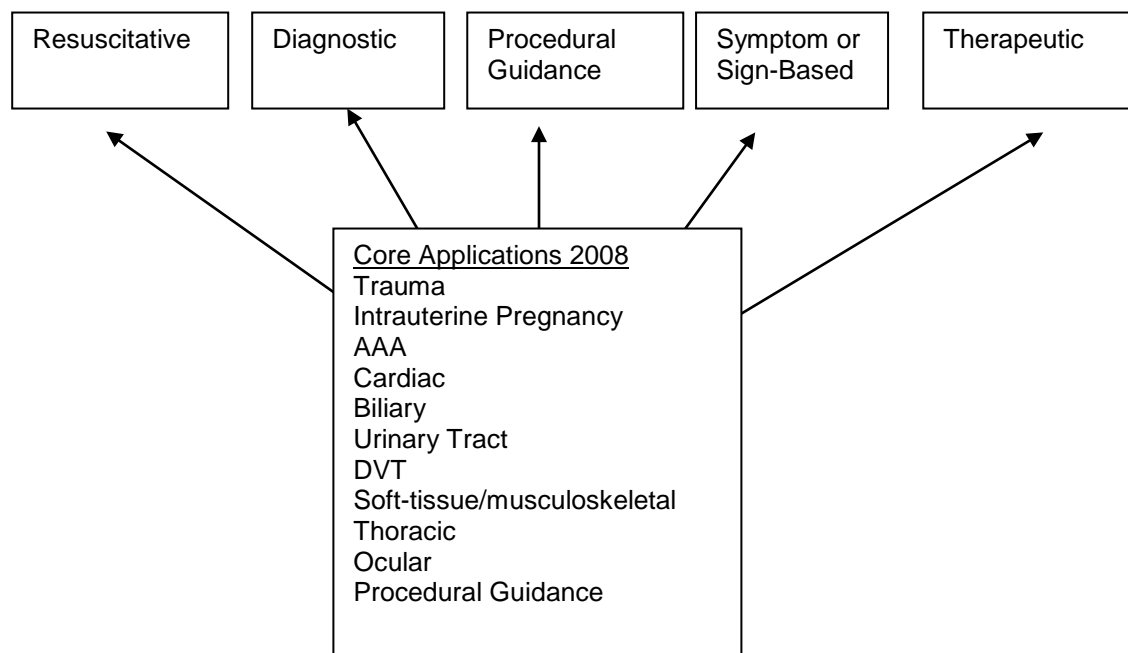 Resuscitative
Diagnostic
Procedural
Guidance
Symptom or
Sign-Based
Therapeutic
Core Applications 2008
Trauma
Intrauterine Pregnancy
AAA
Cardiac
Biliary
Urinary Tract
DVT
Soft-tissue/musculoskeletal
Thoracic
Ocular
Procedural Guidance